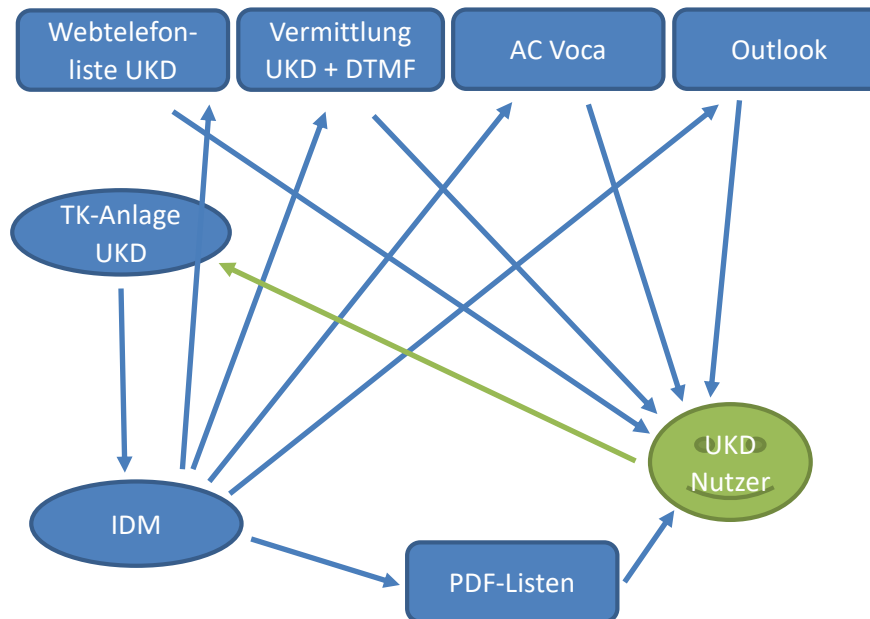 Webtelefon-
liste UKD
Vermittlung
UKD + DTMF
AC Voca
Outlook
TK-Anlage
UKD
UKD
Nutzer
IDM
PDF-Listen